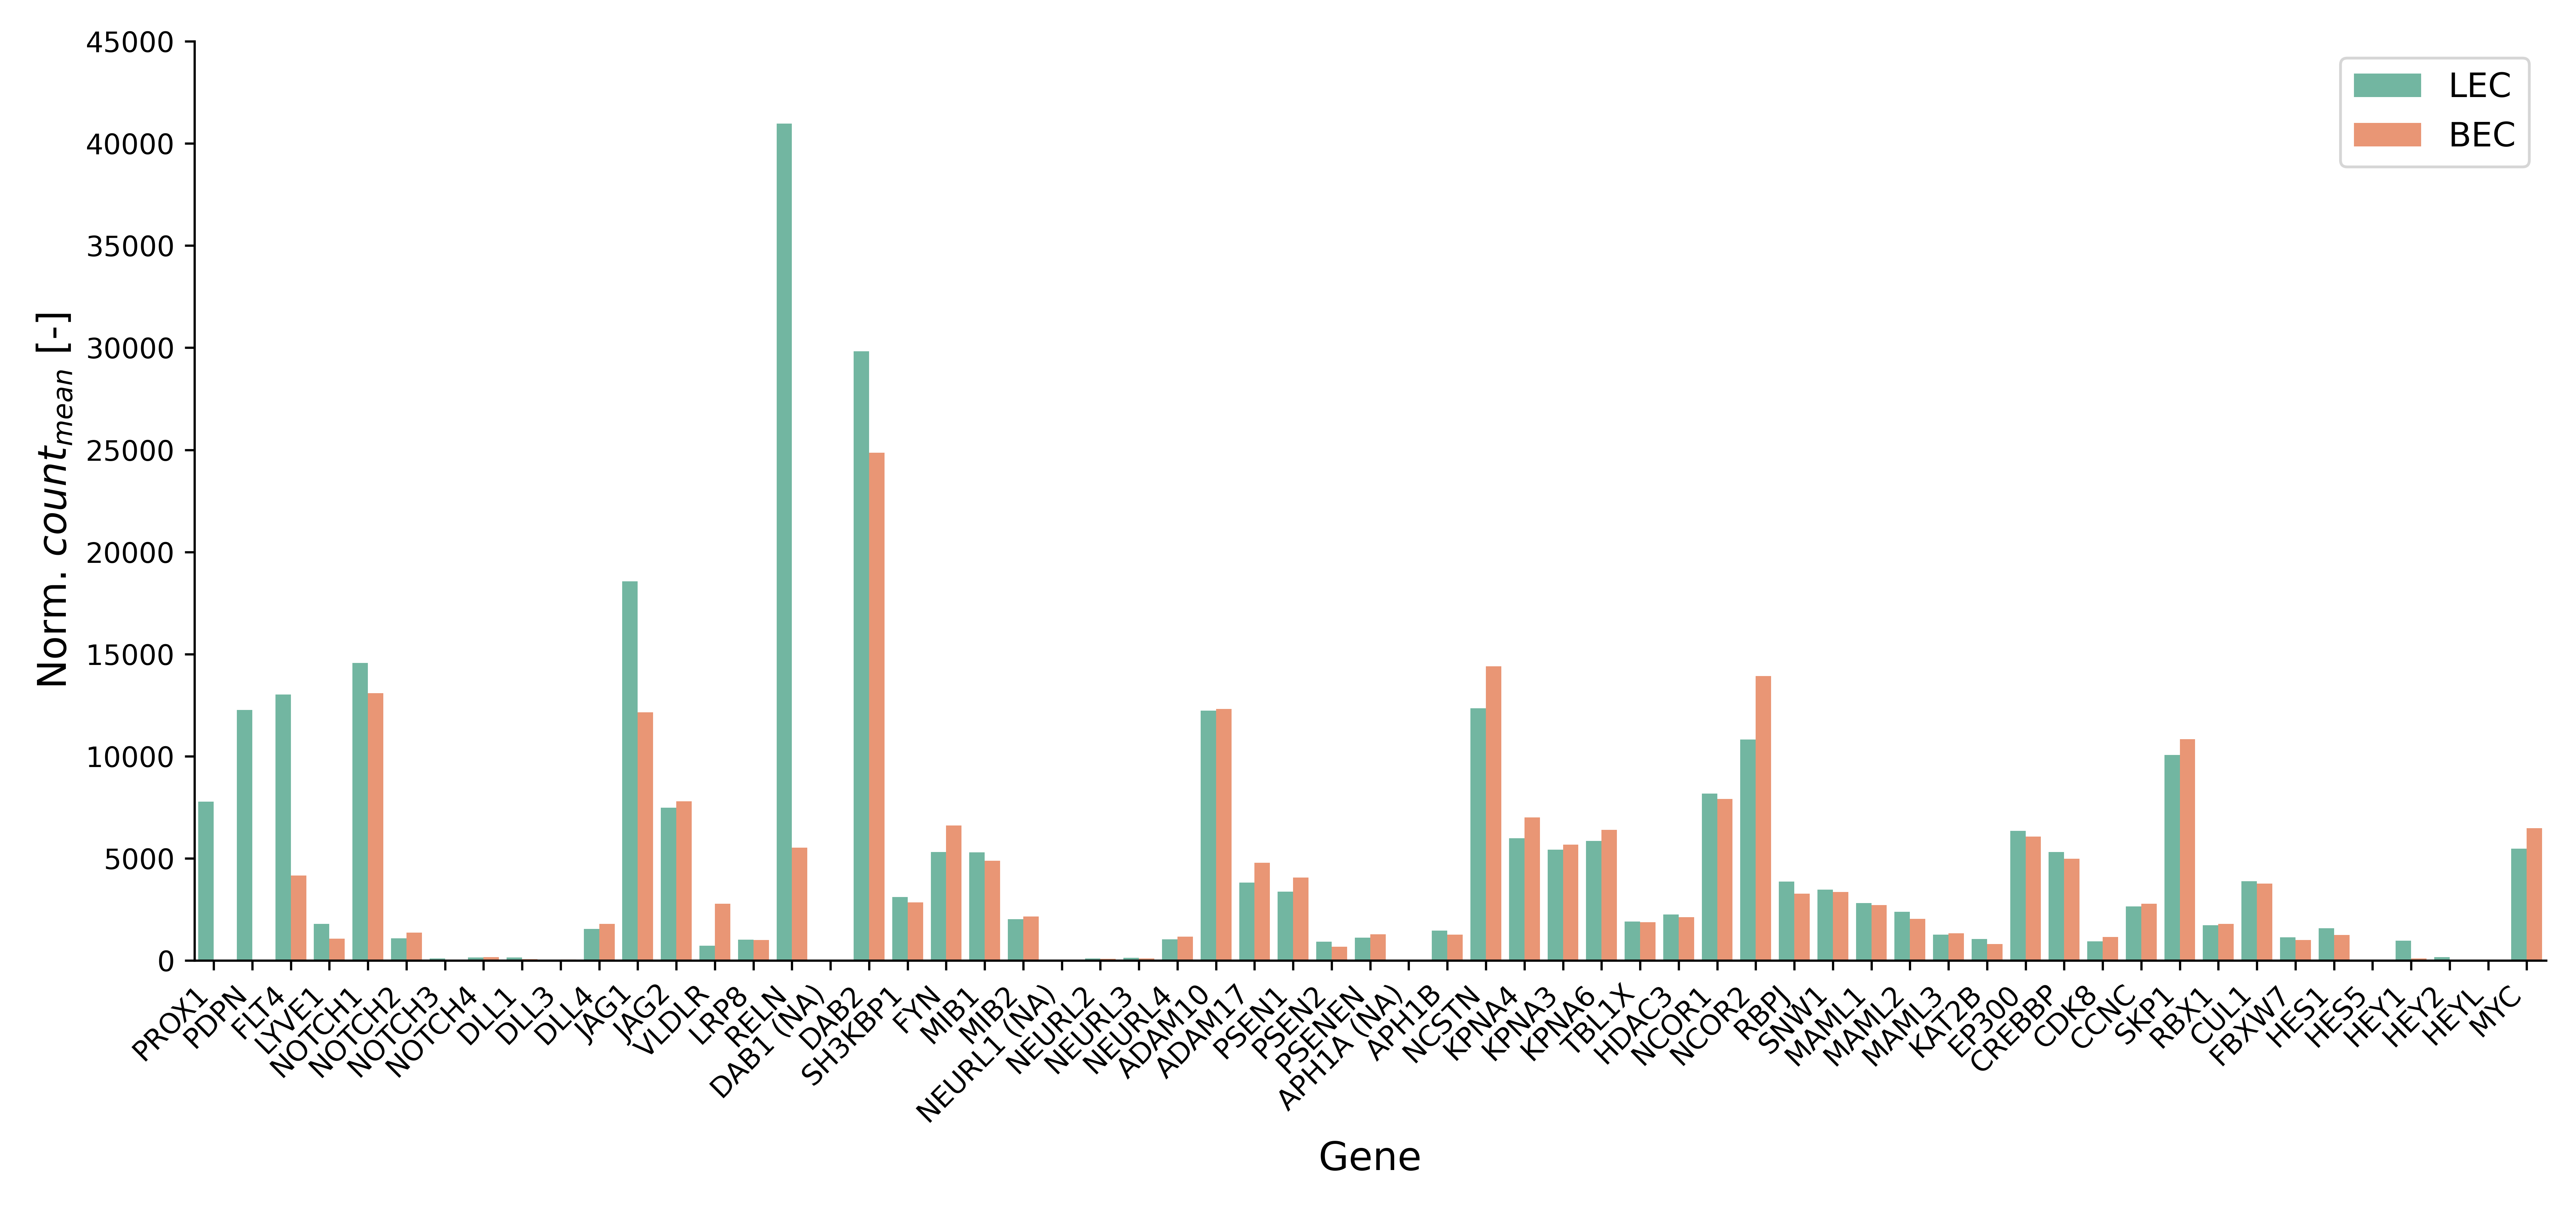 45000
40000
35000
30000
25000
20000
15000
10000
5000
0
Norm. count_mean [-]
LEC
BEC
PROX1
PDPN
FLT4
LYVE1
NOTCH1
NOTCH2
NOTCH3
NOTCH4
DLL1
DLL3
DLL4
JAG1
JAG2
VLDLR
LRP8
RELN
DAB1 (NA)
DAB2
SH3KBP1
FYN
MIB1
MIB2
NEURL1 (NA)
NEURL2
NEURL3
NEURL4
ADAM10
ADAM17
PSEN1
PSEN2
PSENEN
APH1A (NA)
APH1B
NCSTN
KPNA4
KPNA3
KPNA6
TBL1X
HDAC3
NCOR1
NCOR2
RBPJ
SNW1
MAML1
MAML2
MAML3
KAT2B
EP300
CREBBP
CDK8
CCNC
SKP1
RBX1
CUL1
FBXW7
HES1
HES5
HEY1
HEY2
HEYL
MYC
Gene